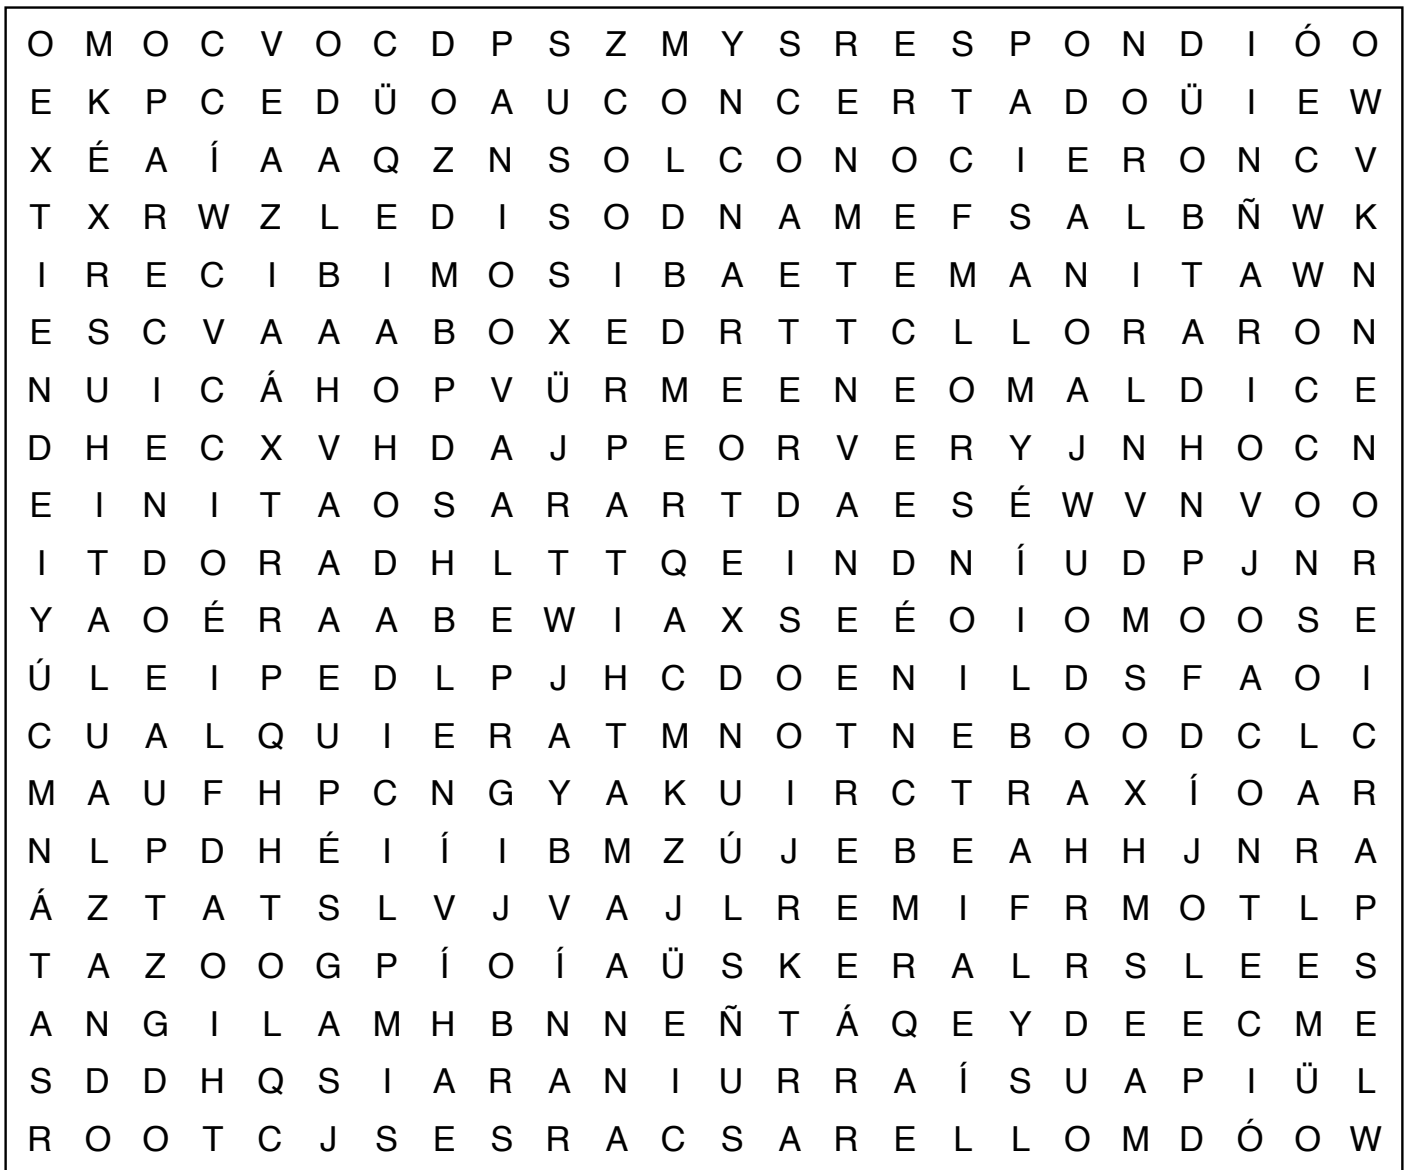 O M O C V O C D P S Z M Y S R E S P O N D I Ó O
E K P C E D Ü O A U C O N C E R T A D O Ü I E W
X É A Í A A Q Z N S O L C O N O C I E R O N C V
T X R W Z L E D I S O D N A M E F S A L B Ñ W K
I R E C I B I M O S I B A E T E M A N I T A W N
E S C V A A A B O X E D R T T C L L O R A R O N
N U I C Á H O P V Ü R M E E N E O M A L D I C E
D H E C X V H D A J P E O R V E R Y J N H O C N
E I N I T A O S A R A R T D A E S É W V N V O O
I T D O R A D H L T T Q E I N D N Í U D P J N R
Y A O É R A A B E W I A X S E É O I O M O O S E
Ú L E I P E D L P J H C D O E N I L D S F A O I
C U A L Q U I E R A T M N O T N E B O O D C L C
M A U F H P C N G Y A K U I R C T R A X Í O A R
N L P D H É I Í I B M Z Ú J E B E A H H J N R A
Á Z T A T S L V J V A J L R E M I F R M O T L P
T A Z O O G P Í O Í A Ü S K E R A L R S L E E S
A N G I L A M H B N N E Ñ T Á Q E Y D E E C M E
S D D H Q S I A R A N I U R R A Í S U A P I Ü L
R O O T C J S E S R A C S A R E L L O M D Ó O W